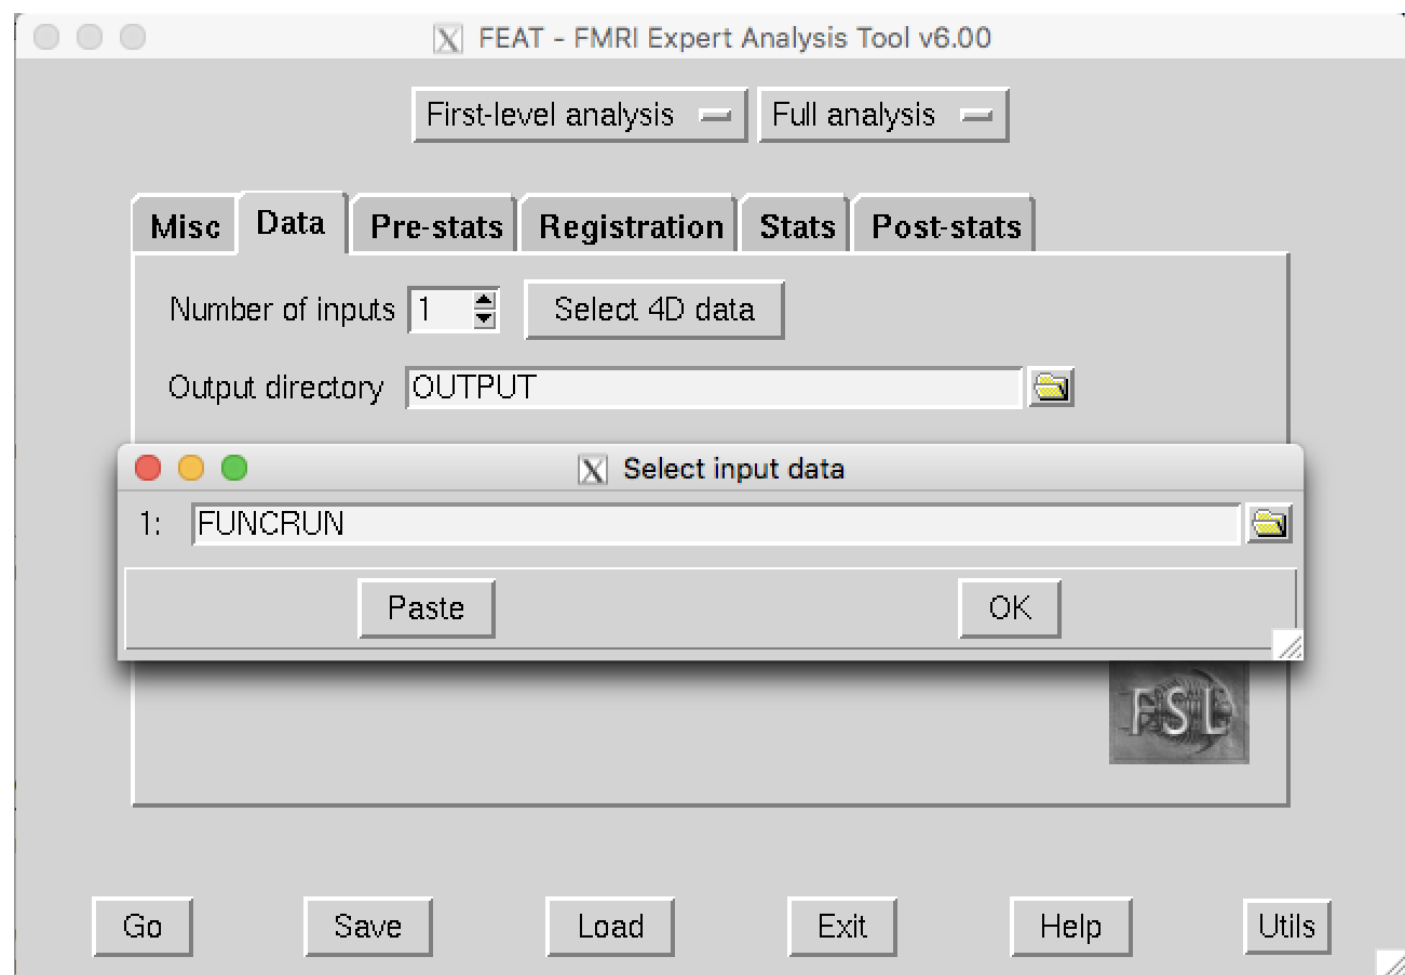 FEAT - FMRI Expert Analysis Tool v6.00
First-level analysis Full analysis
Misc Data Pre-stats Registration Stats Post-stats
Number of inputs 1 Select 4D data
Output directory OUTPUT
Select input data
1: FUNCRUN
Paste OK
FSL
Go Save Load Exit Help Utils